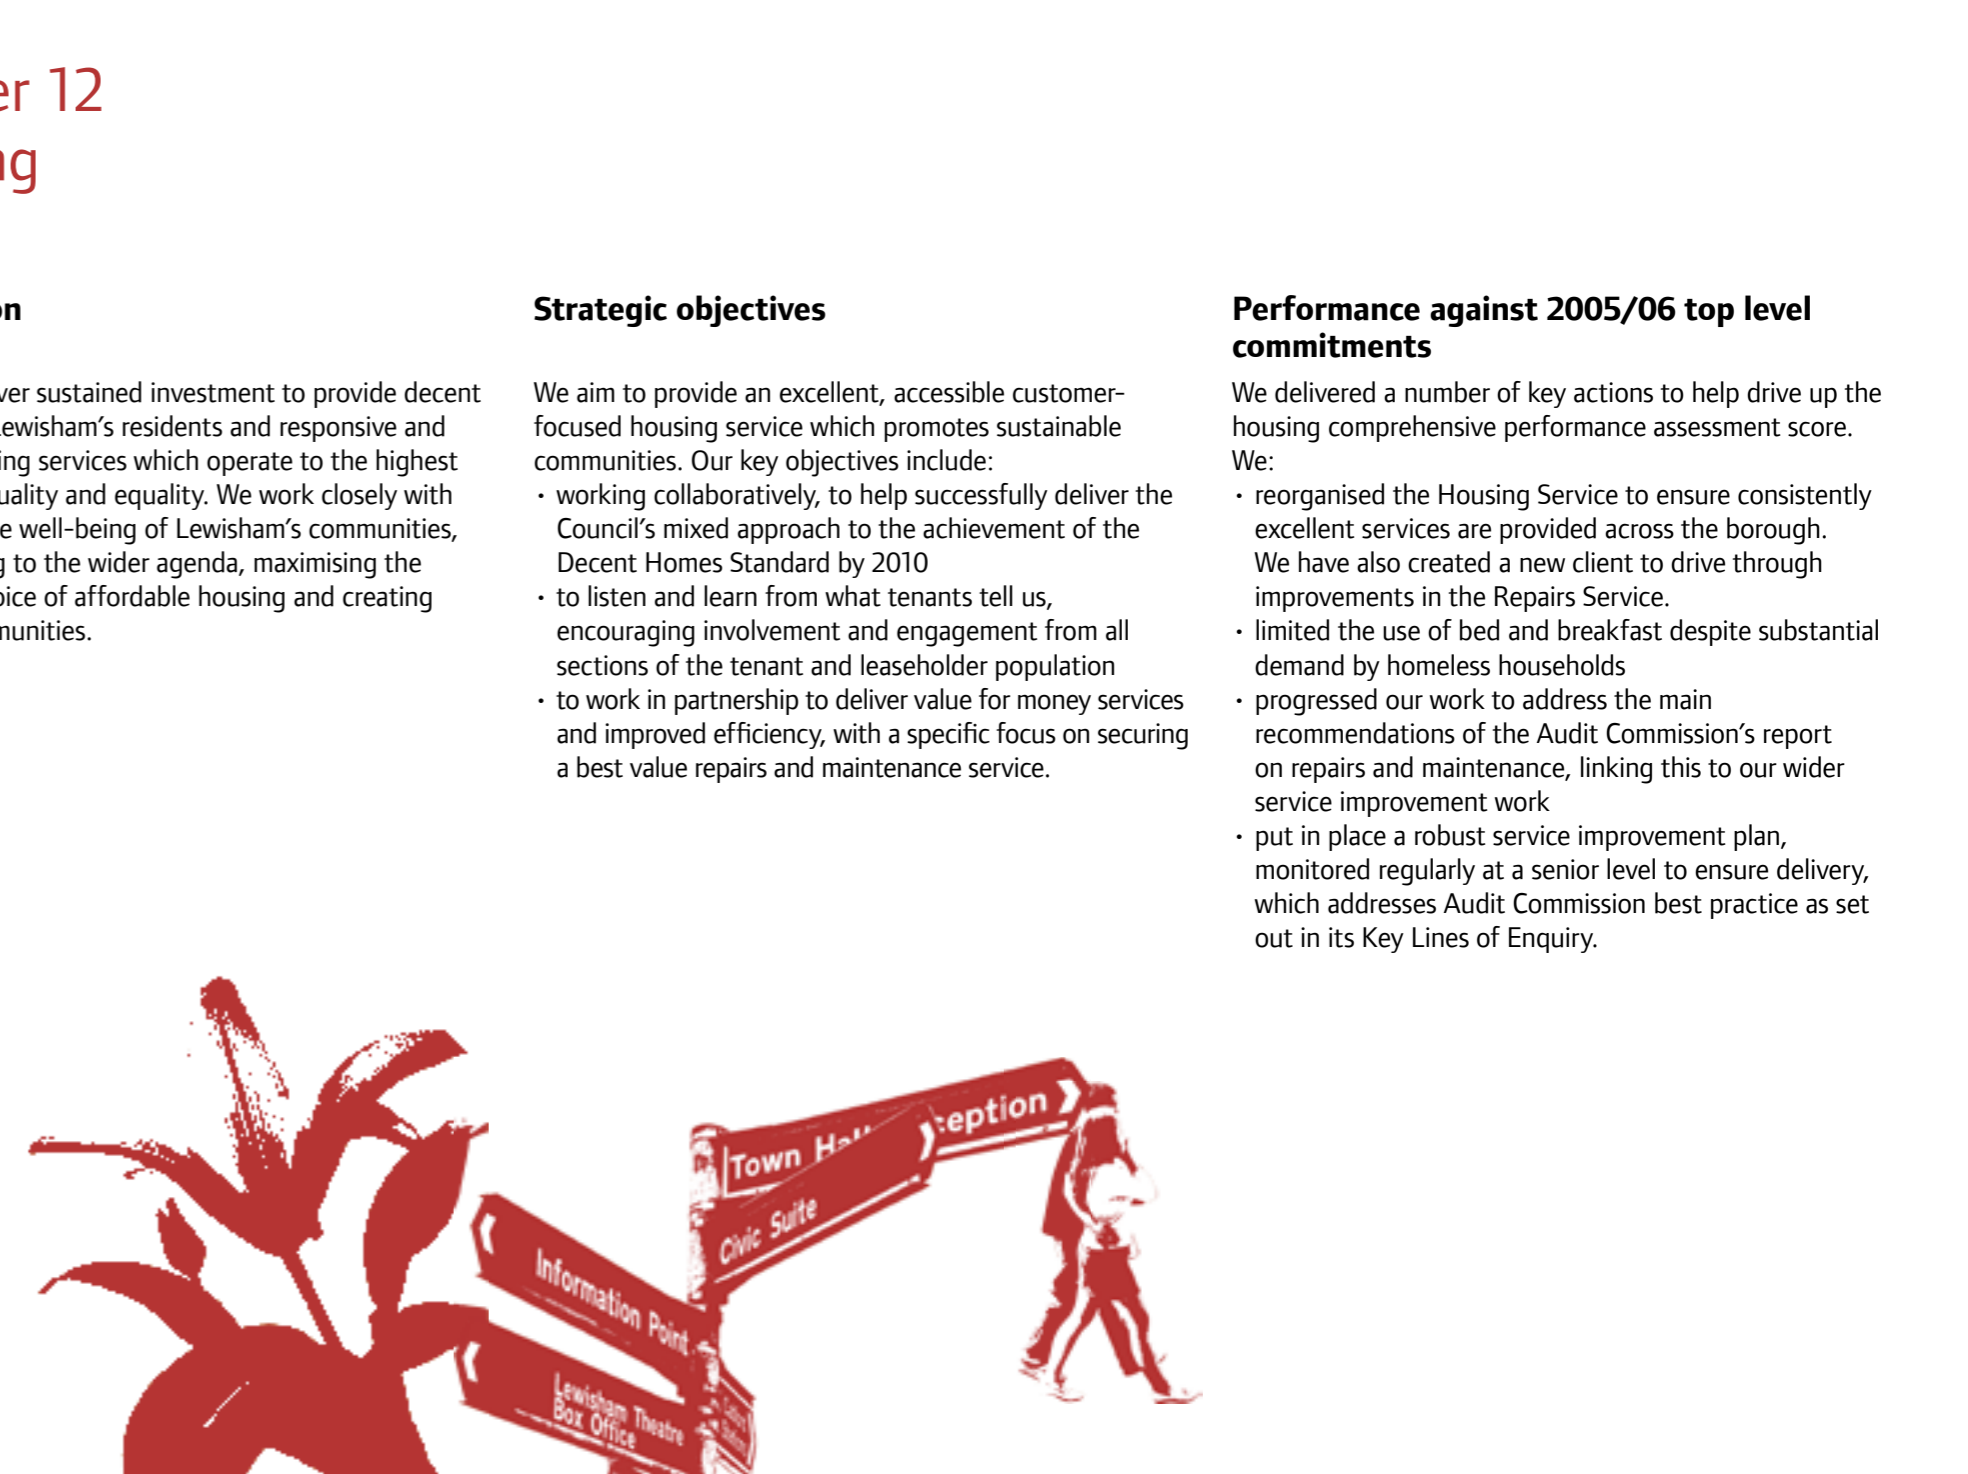 er 12
ng
on
ver sustained investment to provide decent
Lewisham's residents and responsive and
ing services which operate to the highest
uality and equality. We work closely with
e well-being of Lewisham's communities,
g to the wider agenda, maximising the
oice of affordable housing and creating
munities.
Strategic objectives
We aim to provide an excellent, accessible customer-
focused housing service which promotes sustainable
communities. Our key objectives include:
• working collaboratively, to help successfully deliver the
Council's mixed approach to the achievement of the
Decent Homes Standard by 2010
• to listen and learn from what tenants tell us,
encouraging involvement and engagement from all
sections of the tenant and leaseholder population
• to work in partnership to deliver value for money services
and improved efficiency, with a specific focus on securing
a best value repairs and maintenance service.
Performance against 2005/06 top level
commitments
We delivered a number of key actions to help drive up the
housing comprehensive performance assessment score.
We:
• reorganised the Housing Service to ensure consistently
excellent services are provided across the borough.
We have also created a new client to drive through
improvements in the Repairs Service.
• limited the use of bed and breakfast despite substantial
demand by homeless households
• progressed our work to address the main
recommendations of the Audit Commission's report
on repairs and maintenance, linking this to our wider
service improvement work
• put in place a robust service improvement plan,
monitored regularly at a senior level to ensure delivery,
which addresses Audit Commission best practice as set
out in its Key Lines of Enquiry.
Town Hall
ception
Civic Suite
Information Point
Lewisham Theatre
Box Office